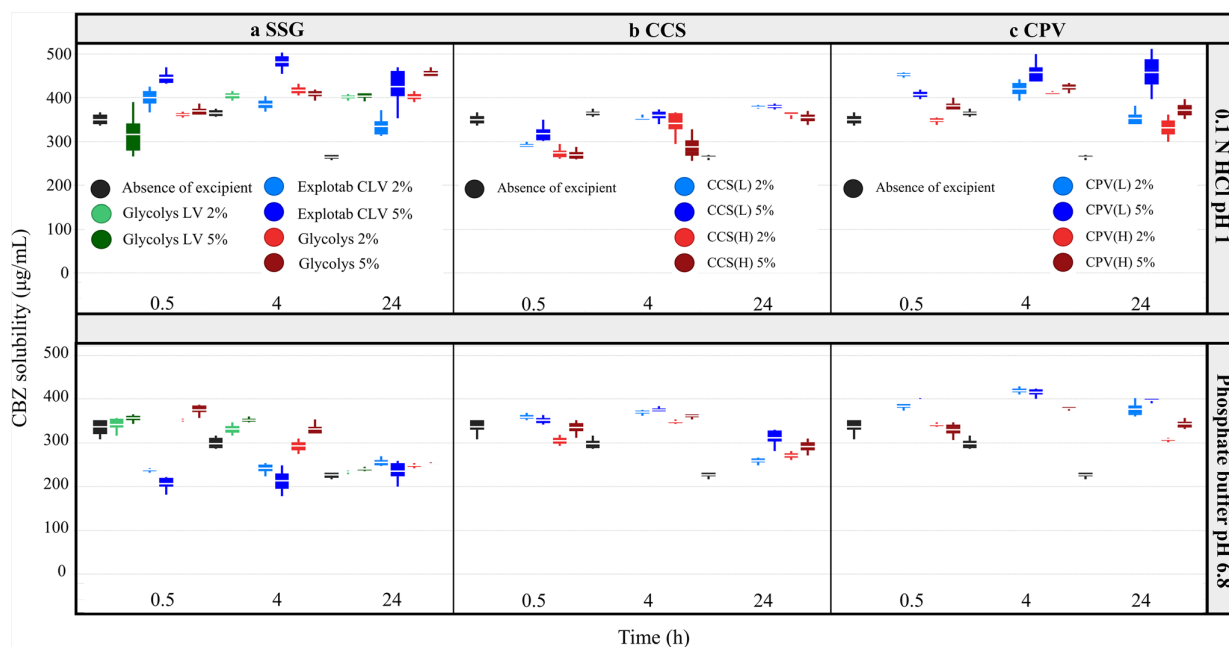 a SSG
b CCS
c CPV
500
400
300
200
100
0
Absence of excipient
Glycolys LV 2%
Glycolys LV 5%
Explotab CLV 2%
Explotab CLV 5%
Glycolys 2%
Glycolys 5%
Absence of excipient
CCS(L) 2%
CCS(L) 5%
CCS(H) 2%
CCS(H) 5%
Absence of excipient
CPV(L) 2%
CPV(L) 5%
CPV(H) 2%
CPV(H) 5%
0.5 4 24
0.5 4 24
0.5 4 24
0.1 N HCl pH 1
CBZ solubility (µg/mL)
500
400
300
200
100
0
0.5 4 24
0.5 4 24
0.5 4 24
Phosphate buffer pH 6.8
Time (h)